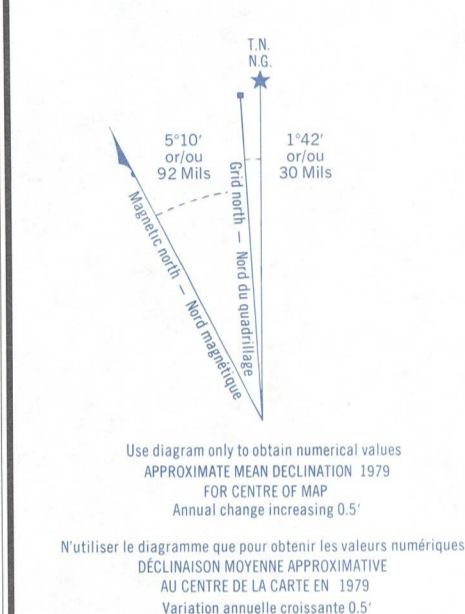 T.N.
N.G.
5°10′
or/ou
92 Mils
1°42′
or/ou
30 Mils
Magnetic north — Nord magnétique
Grid north — Nord du quadrillage
Use diagram only to obtain numerical values
APPROXIMATE MEAN DECLINATION 1979
FOR CENTRE OF MAP
Annual change increasing 0.5′
N'utiliser le diagramme que pour obtenir les valeurs numériques
DÉCLINAISON MOYENNE APPROXIMATIVE
AU CENTRE DE LA CARTE EN 1979
Variation annuelle croissante 0.5′